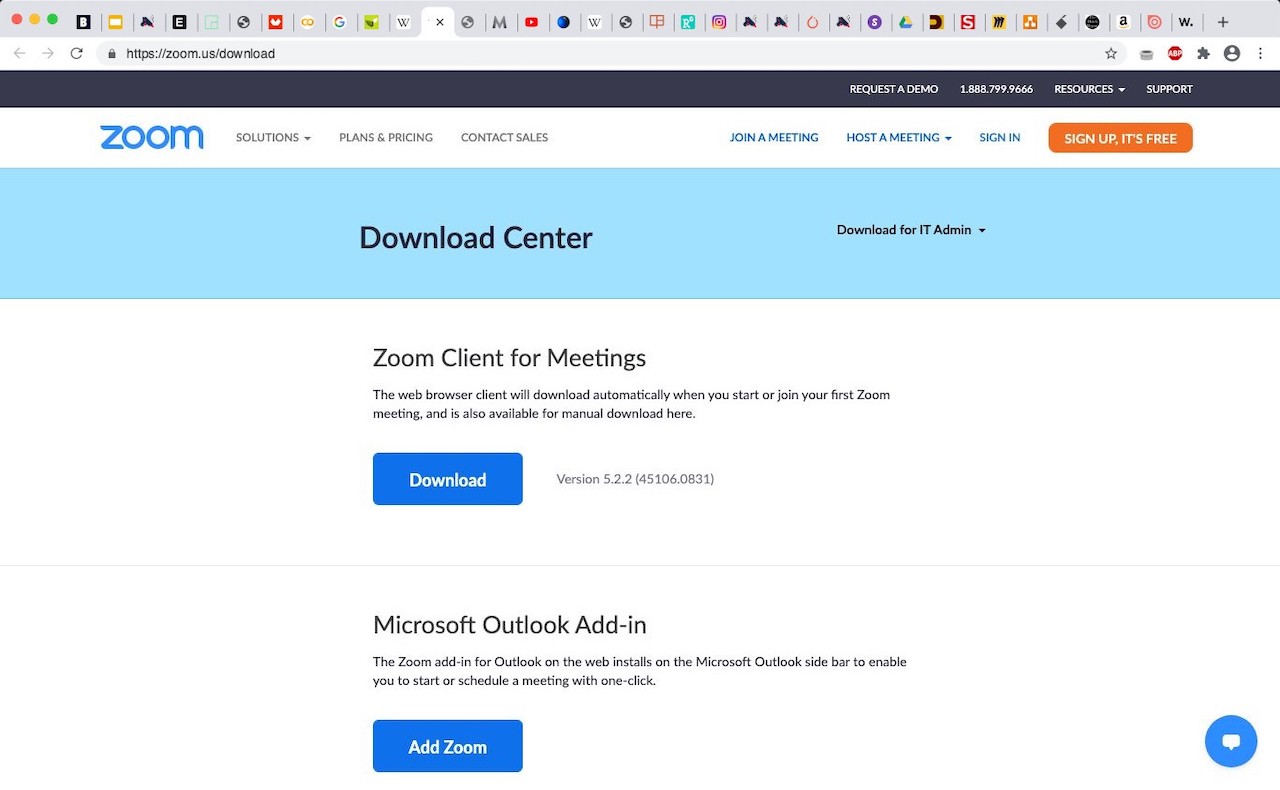 https://zoom.us/download
REQUEST A DEMO 1.888.799.9666 RESOURCES SUPPORT
zoom SOLUTIONS PLANS & PRICING CONTACT SALES JOIN A MEETING HOST A MEETING SIGN IN SIGN UP, IT'S FREE
Download Center
Download for IT Admin
Zoom Client for Meetings
The web browser client will download automatically when you start or join your first Zoom
meeting, and is also available for manual download here.
Download Version 5.2.2 (45106.0831)
Microsoft Outlook Add-in
The Zoom add-in for Outlook on the web installs on the Microsoft Outlook side bar to enable
you to start or schedule a meeting with one-click.
Add Zoom